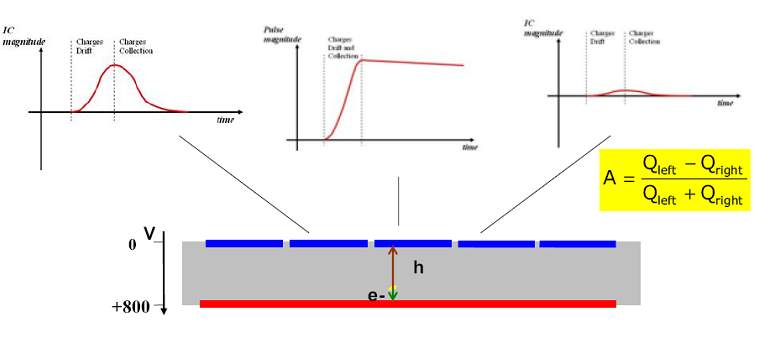 IC
magnitude
Charges
Drift
Charges
Collection
time
Pulse
magnitude
Charges
Drift and
Collection
time
IC
magnitude
Charges
Drift
Charges
Collection
time
A = (Qleft − Qright) / (Qleft + Qright)
V
0
h
e-
+800